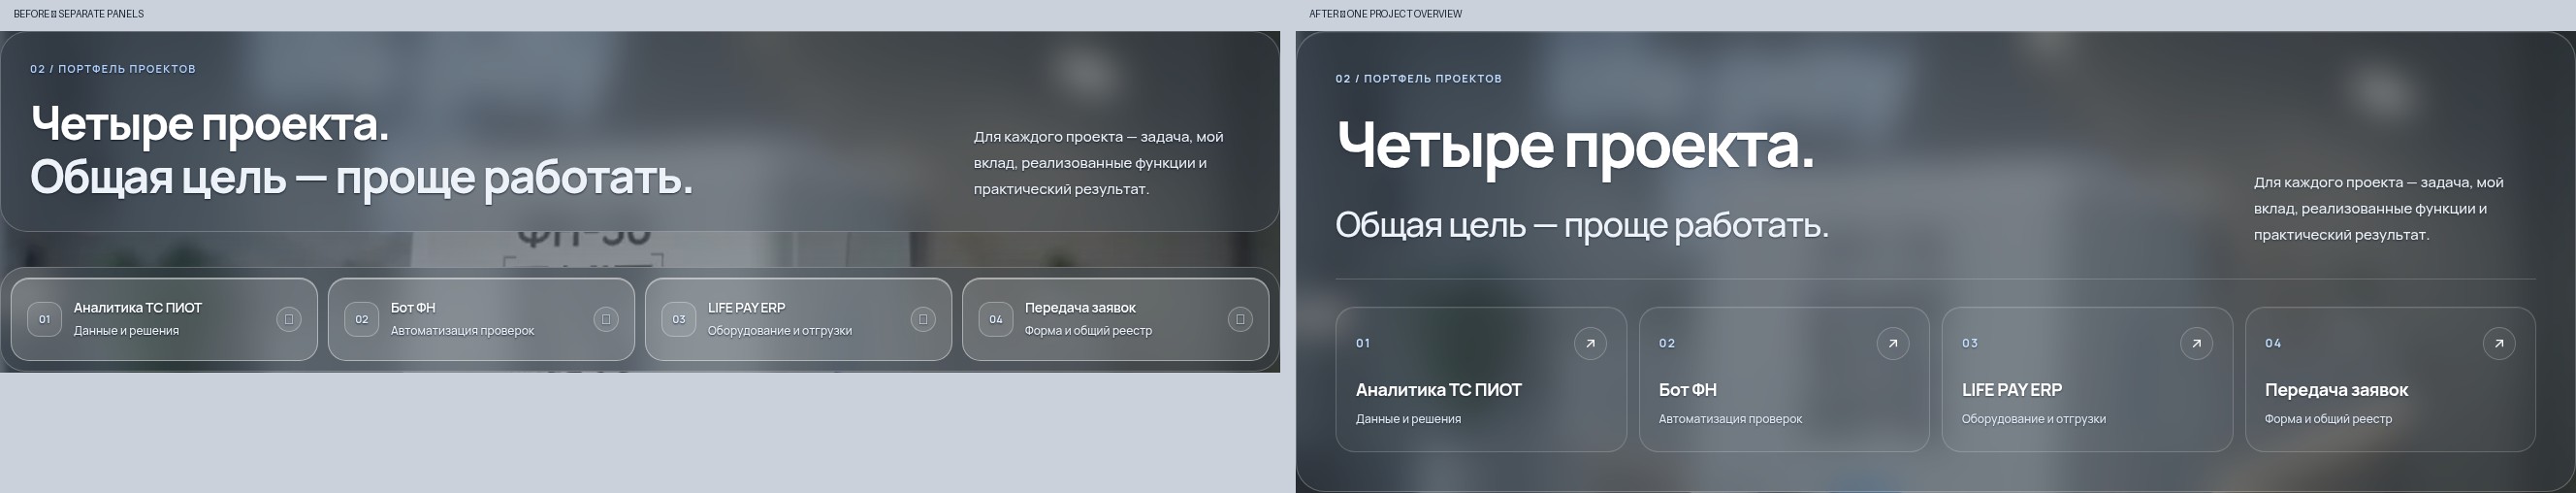 BEFORE SEPARATE PANELS
02 / ПОРТФЕЛЬ ПРОЕКТОВ
Четыре проекта.
Общая цель — проще работать.
Для каждого проекта — задача, мой
вклад, реализованные функции и
практический результат.
01
Аналитика ТС ПИОТ
Данные и решения
02
Бот ФН
Автоматизация проверок
03
LIFE PAY ERP
Оборудование и отгрузки
04
Передача заявок
Форма и общий реестр
AFTER ONE PROJECT OVERVIEW
02 / ПОРТФЕЛЬ ПРОЕКТОВ
Четыре проекта.
Общая цель — проще работать.
Для каждого проекта — задача, мой
вклад, реализованные функции и
практический результат.
01
Аналитика ТС ПИОТ
Данные и решения
02
Бот ФН
Автоматизация проверок
03
LIFE PAY ERP
Оборудование и отгрузки
04
Передача заявок
Форма и общий реестр